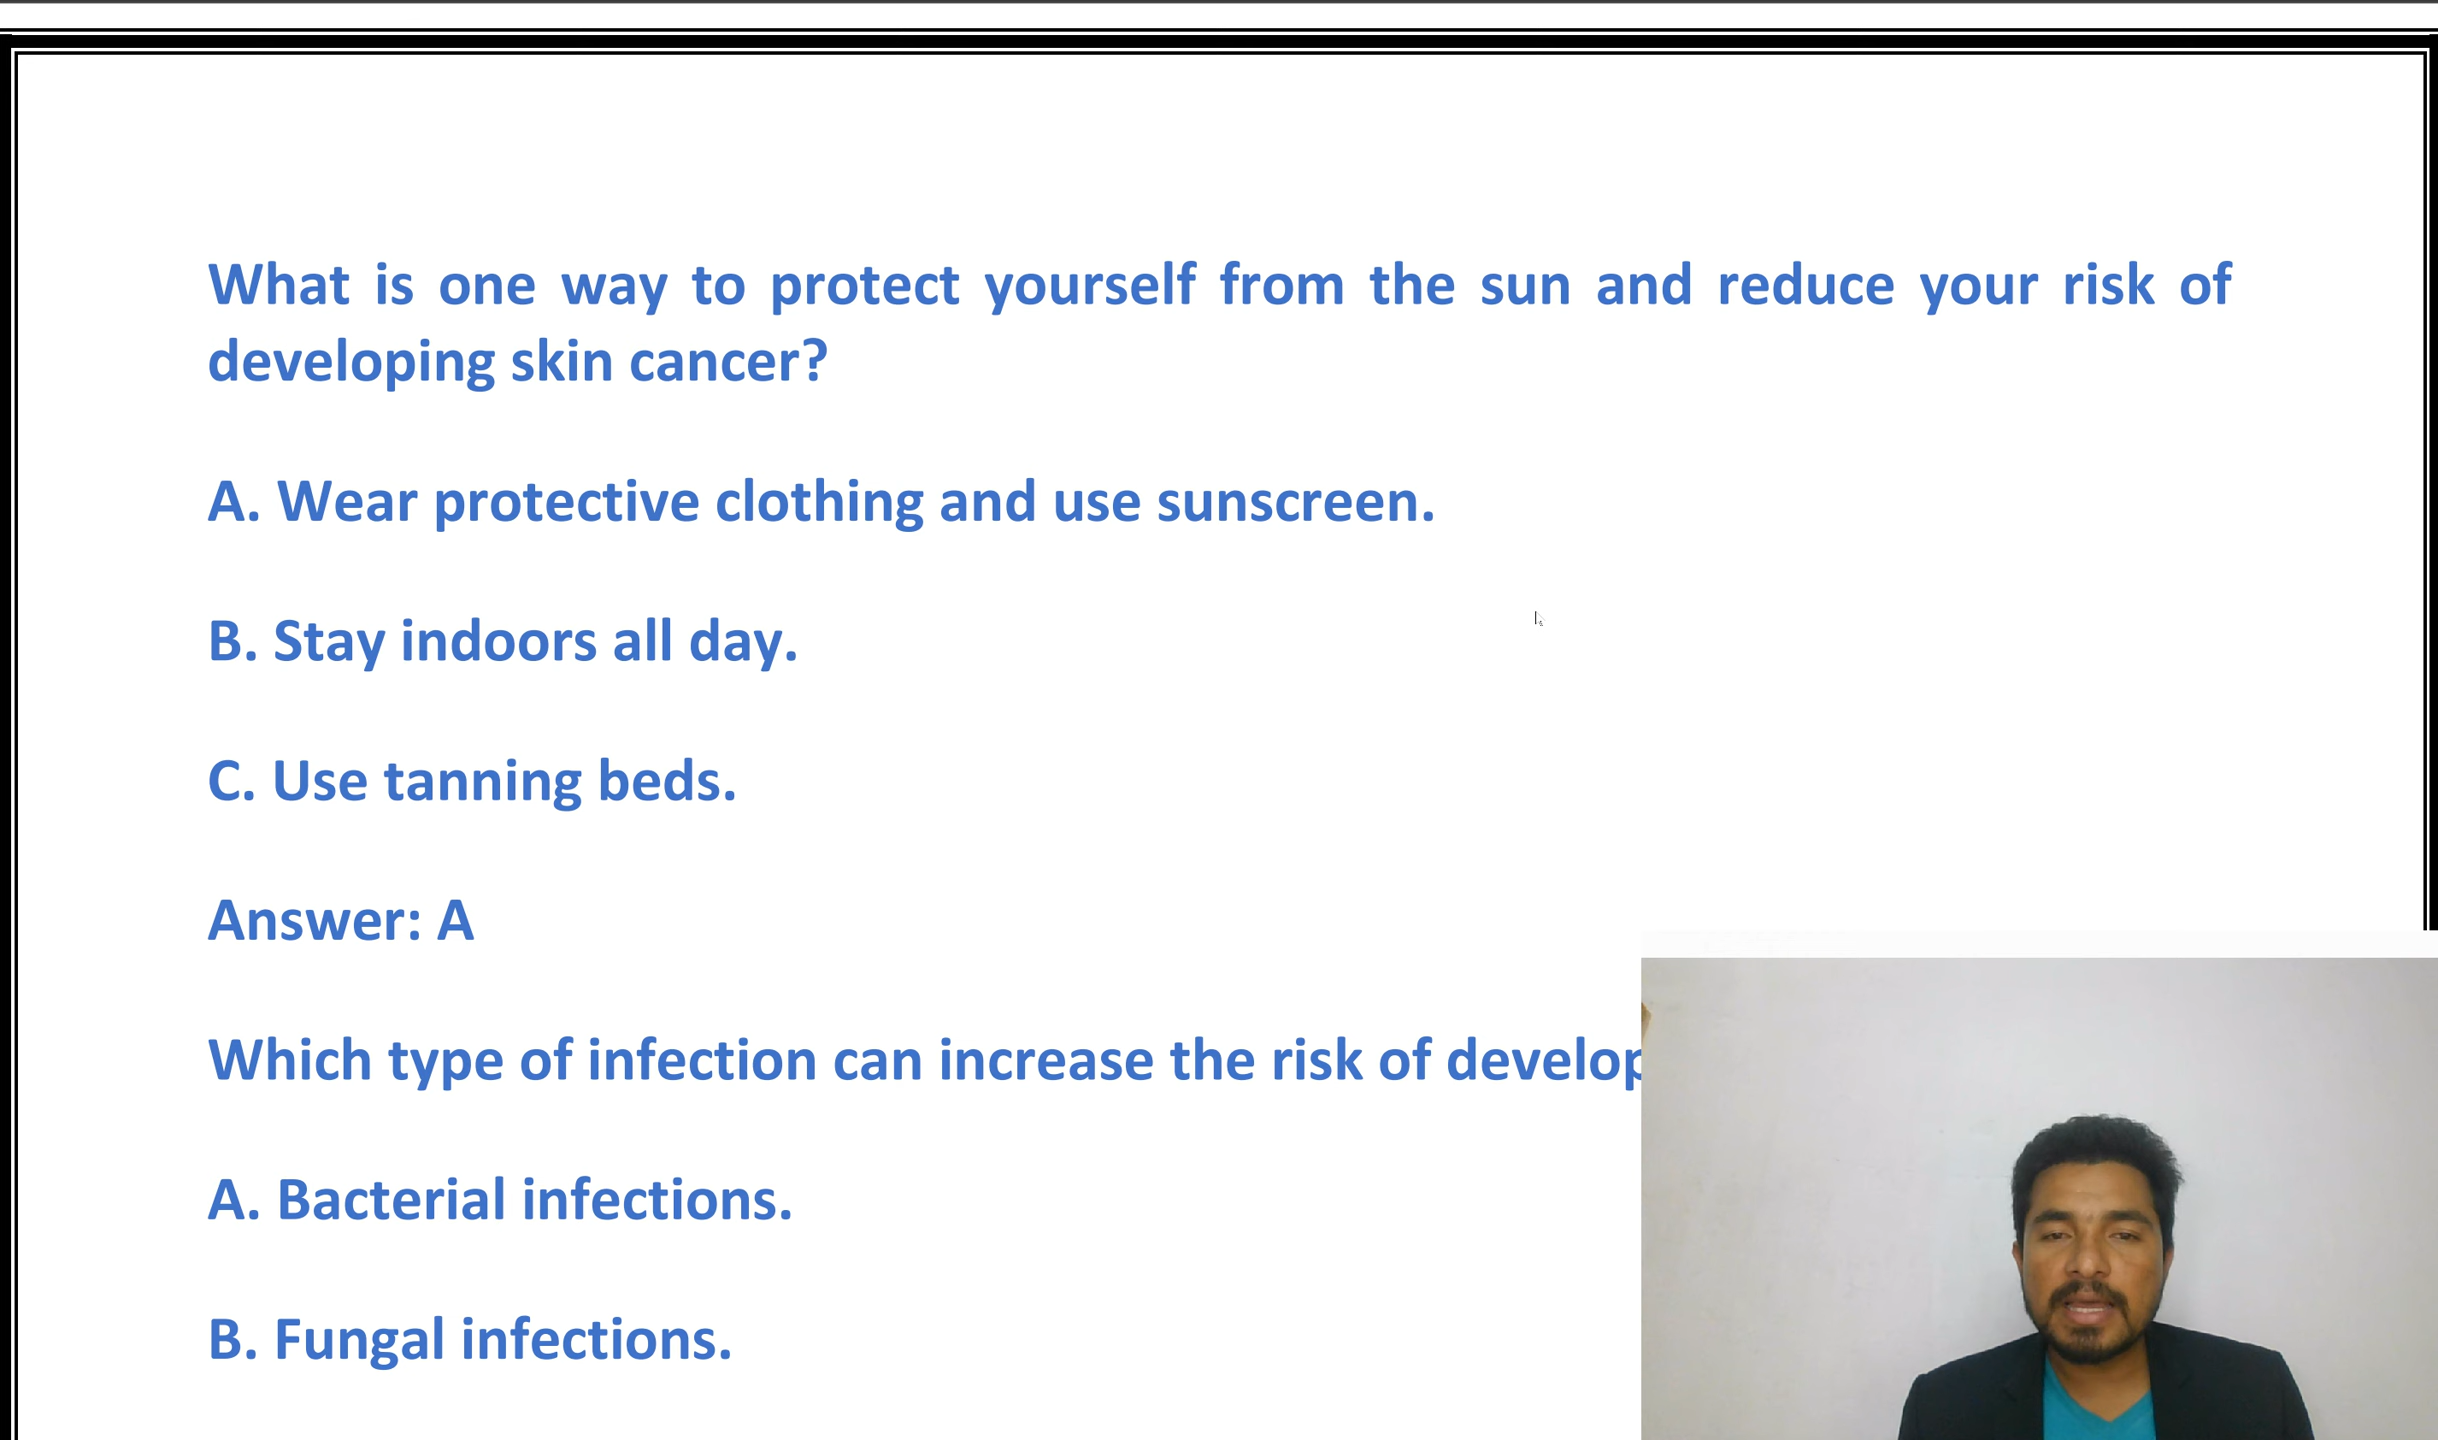 What is one way to protect yourself from the sun and reduce your risk of
developing skin cancer?
A. Wear protective clothing and use sunscreen.
B. Stay indoors all day.
C. Use tanning beds.
Answer: A
Which type of infection can increase the risk of
A. Bacterial infections.
B. Fungal infections.